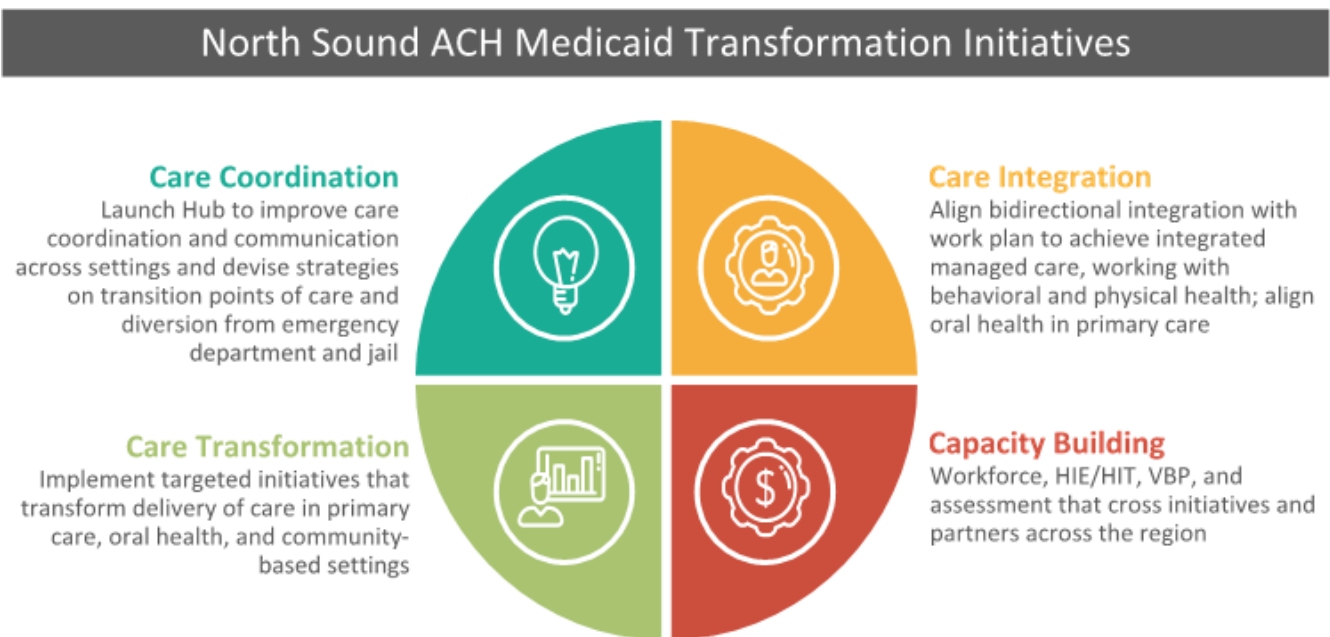 North Sound ACH Medicaid Transformation Initiatives
Care Coordination
Launch Hub to improve care
coordination and communication
across settings and devise strategies
on transition points of care and
diversion from emergency
department and jail
Care Integration
Align bidirectional integration with
work plan to achieve integrated
managed care, working with
behavioral and physical health; align
oral health in primary care
Care Transformation
Implement targeted initiatives that
transform delivery of care in primary
care, oral health, and community-
based settings
$
Capacity Building
Workforce, HIE/HIT, VBP, and
assessment that cross initiatives and
partners across the region